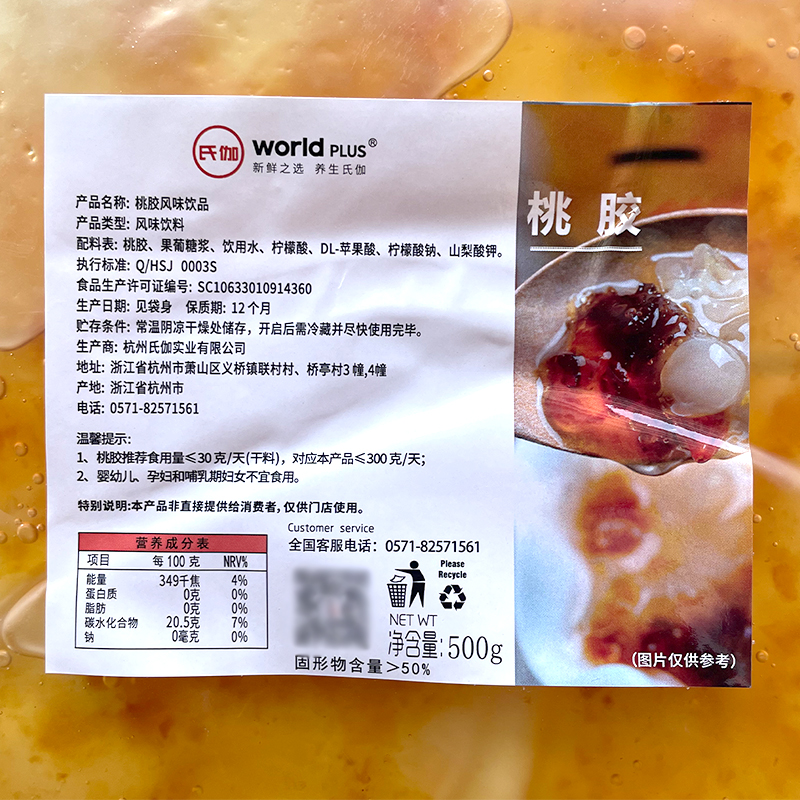 氏伽 world PLUS®
新鲜之选 养生氏伽
产品名称: 桃胶风味饮品
产品类型: 风味饮料
配料表: 桃胶、果葡糖浆、饮用水、柠檬酸、DL-苹果酸、柠檬酸钠、山梨酸钾。
执行标准: Q/HSJ 0003S
食品生产许可证编号: SC10633010914360
生产日期: 见袋身 保质期: 12个月
贮存条件: 常温阴凉干燥处储存，开启后需冷藏并尽快使用完毕。
生产商: 杭州氏伽实业有限公司
地址: 浙江省杭州市萧山区义桥镇联村村、桥亭村3幢,4幢
产地: 浙江省杭州市
电话: 0571-82571561
温馨提示:
1、桃胶推荐食用量≤30克/天(干料)，对应本产品≤300克/天；
2、婴幼儿、孕妇和哺乳期妇女不宜食用。
特别说明:本产品非直接提供给消费者，仅供门店使用。
营养成分表
项目 每100克 NRV%
能量 349千焦 4%
蛋白质 0克 0%
脂肪 0克 0%
碳水化合物 20.5克 7%
钠 0毫克 0%
Customer service
全国客服电话: 0571-82571561
Please
Recycle
NET WT
净含量: 500g
固形物含量>50%
桃胶
(图片仅供参考)